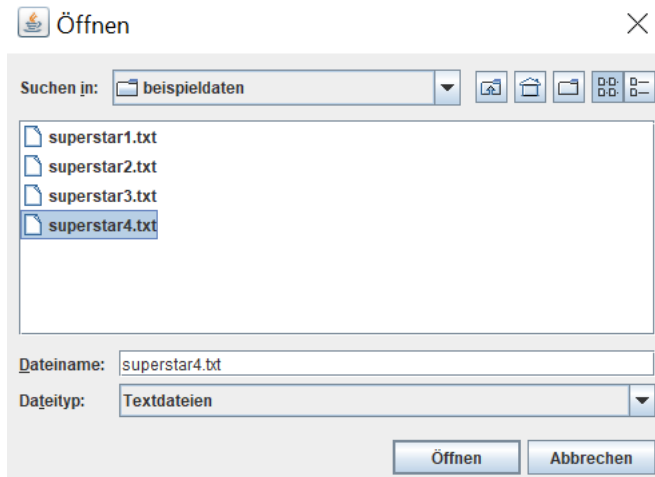 Öffnen
Suchen in: beispieldaten
superstar1.txt
superstar2.txt
superstar3.txt
superstar4.txt
Dateiname: superstar4.txt
Dateityp: Textdateien
Öffnen Abbrechen